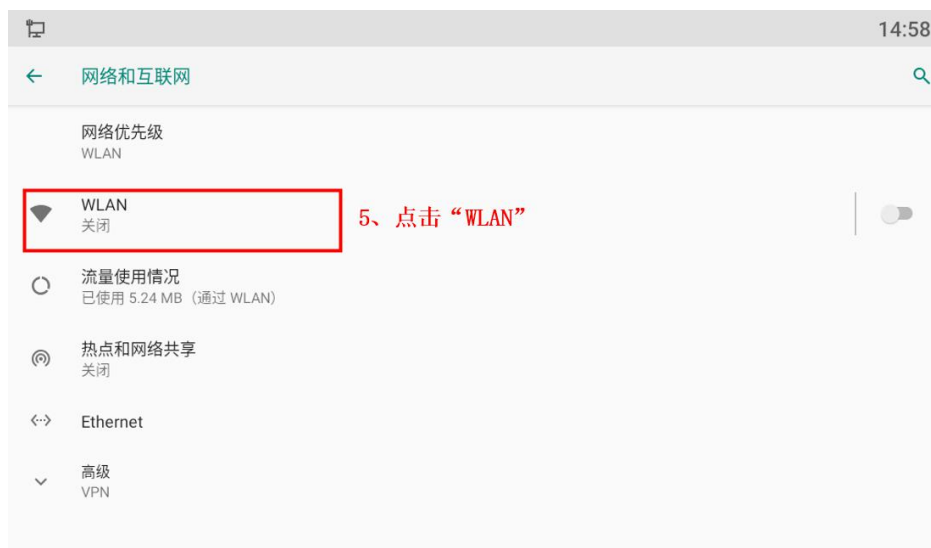 14:58
网络和互联网
网络优先级
WLAN
WLAN
关闭
5、点击“WLAN”
流量使用情况
已使用 5.24 MB（通过 WLAN）
热点和网络共享
关闭
Ethernet
高级
VPN